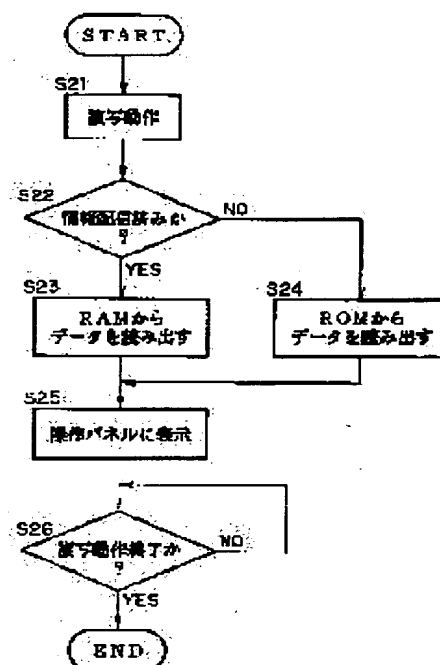 START
S21
複写動作
S22
情報配信済みか
?
NO
YES
S23
RAMから
データを読み出す
S24
ROMから
データを読み出す
S25
操作パネルに表示
S26
複写動作終了か
?
NO
YES
END